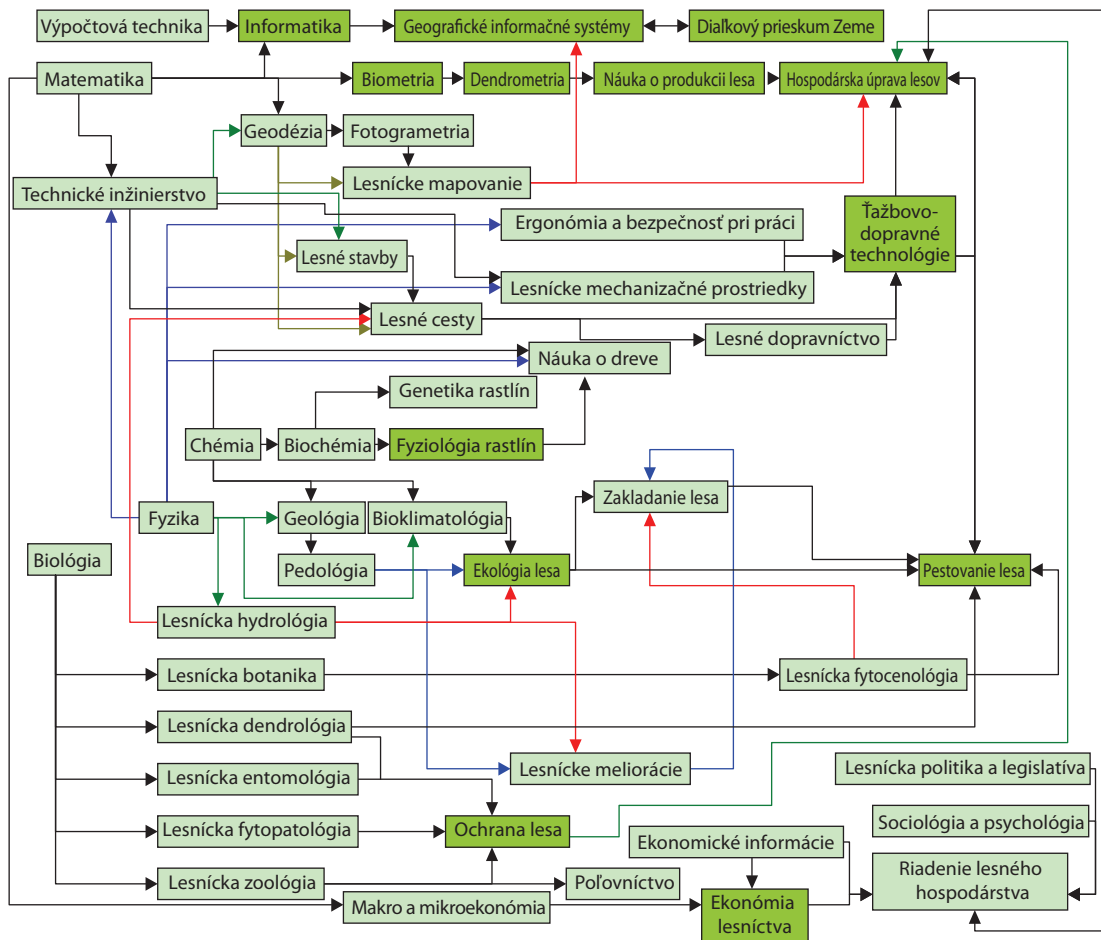 Výpočtová technika
Informatika
Geografické informačné systémy
Diaľkový prieskum Zeme
Matematika
Biometria
Dendrometria
Náuka o produkcii lesa
Hospodárska úprava lesov
Geodézia
Fotogrametria
Technické inžinierstvo
Lesnícke mapovanie
Ergonómia a bezpečnosť pri práci
Ťažbovo-
dopravné
technológie
Lesné stavby
Lesnícke mechanizačné prostriedky
Lesné cesty
Lesné dopravníctvo
Náuka o dreve
Genetika rastlín
Chémia
Biochémia
Fyziológia rastlín
Zakladanie lesa
Fyzika
Geológia
Bioklimatológia
Biológia
Pedológia
Ekológia lesa
Pestovanie lesa
Lesnícka hydrológia
Lesnícka botanika
Lesnícka fytocenológia
Lesnícka dendrológia
Lesnícka entomológia
Lesnícke meliorácie
Lesnícka politika a legislatíva
Lesnícka fytopatológia
Ochrana lesa
Sociológia a psychológia
Ekonomické informácie
Lesnícka zoológia
Poľovníctvo
Riadenie lesného
hospodárstva
Makro a mikroekonómia
Ekonómia
lesníctva